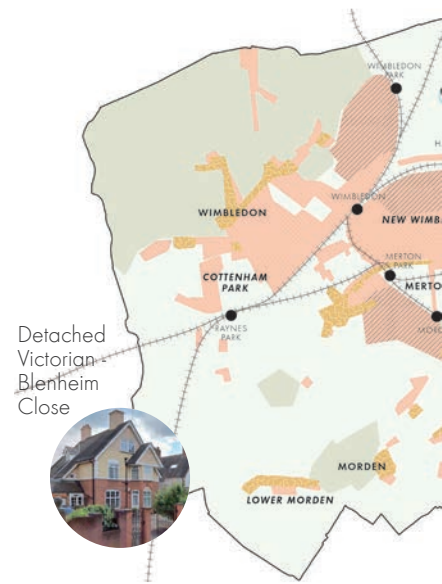 WIMBLEDON
PARK
WIMBLEDON
WIMBLEDON
NEW WIMB
COTTENHAM
PARK
MERTON
PARK
MERTO
RAYNES
PARK
MOR
Detached
Victorian -
Blenheim
Close
MORDEN
LOWER MORDEN